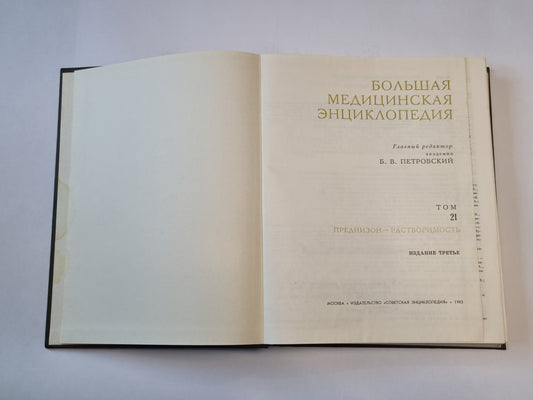 БОЛЬШАЯ
МЕДИЦИНСКАЯ
ЭНЦИКЛОПЕДИЯ
Главный редактор
академик
Б. В. ПЕТРОВСКИЙ
ТОМ
21
ПРЕДНИЗОН — РАСТВОРИМОСТЬ
ИЗДАНИЕ ТРЕТЬЕ
МОСКВА • ИЗДАТЕЛЬСТВО «СОВЕТСКАЯ ЭНЦИКЛОПЕДИЯ» • 1983